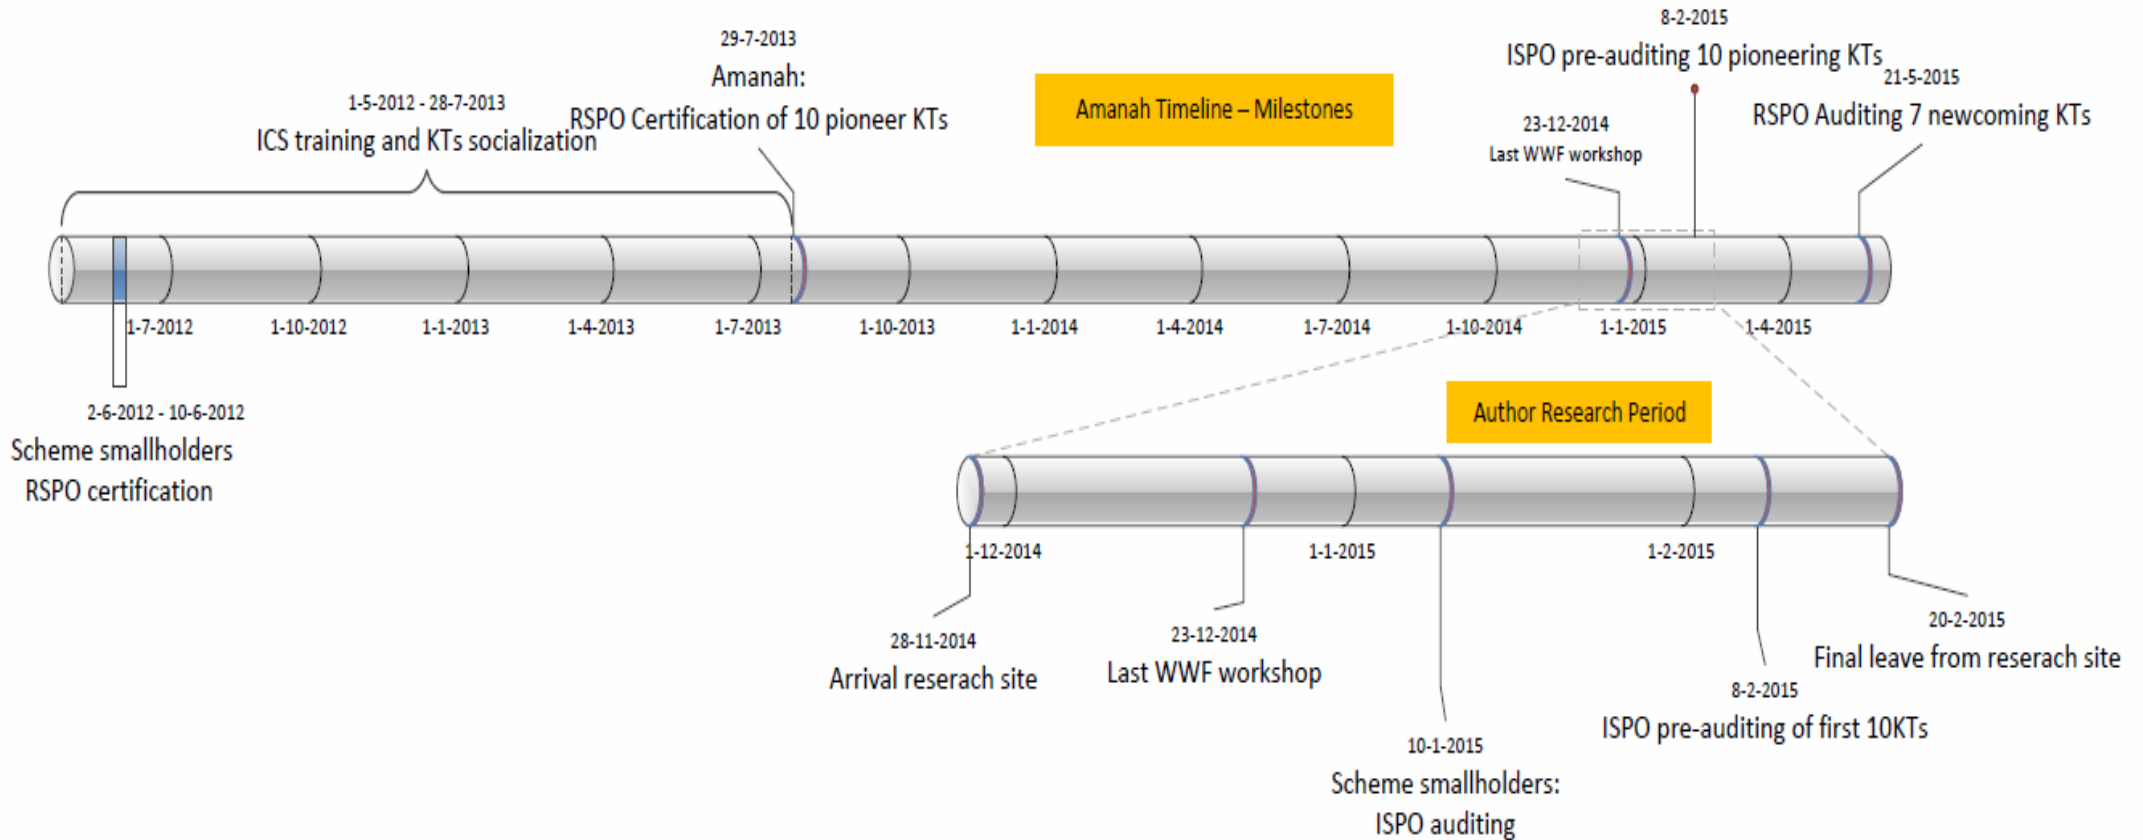 8-2-2015
ISPO pre-auditing 10 pioneering KTs
29-7-2013
Amanah:
RSPO Certification of 10 pioneer KTs
21-5-2015
RSPO Auditing 7 newcoming KTs
1-5-2012 - 28-7-2013
ICS training and KTs socialization
Amanah Timeline – Milestones
23-12-2014
Last WWF workshop
1-7-2012
1-10-2012
1-1-2013
1-4-2013
1-7-2013
1-10-2013
1-1-2014
1-4-2014
1-7-2014
1-10-2014
1-1-2015
1-4-2015
2-6-2012 - 10-6-2012
Scheme smallholders
RSPO certification
Author Research Period
1-12-2014
1-1-2015
1-2-2015
28-11-2014
Arrival reserach site
23-12-2014
Last WWF workshop
10-1-2015
Scheme smallholders:
ISPO auditing
8-2-2015
ISPO pre-auditing of first 10KTs
20-2-2015
Final leave from reserach site